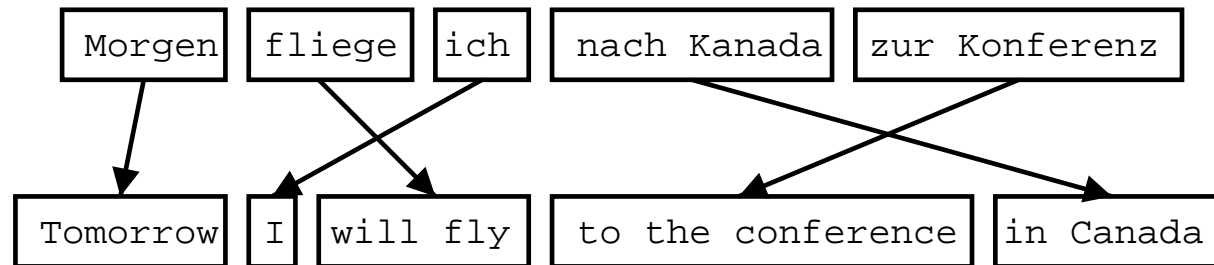 Morgen fliege ich nach Kanada zur Konferenz
Tomorrow I will fly to the conference in Canada